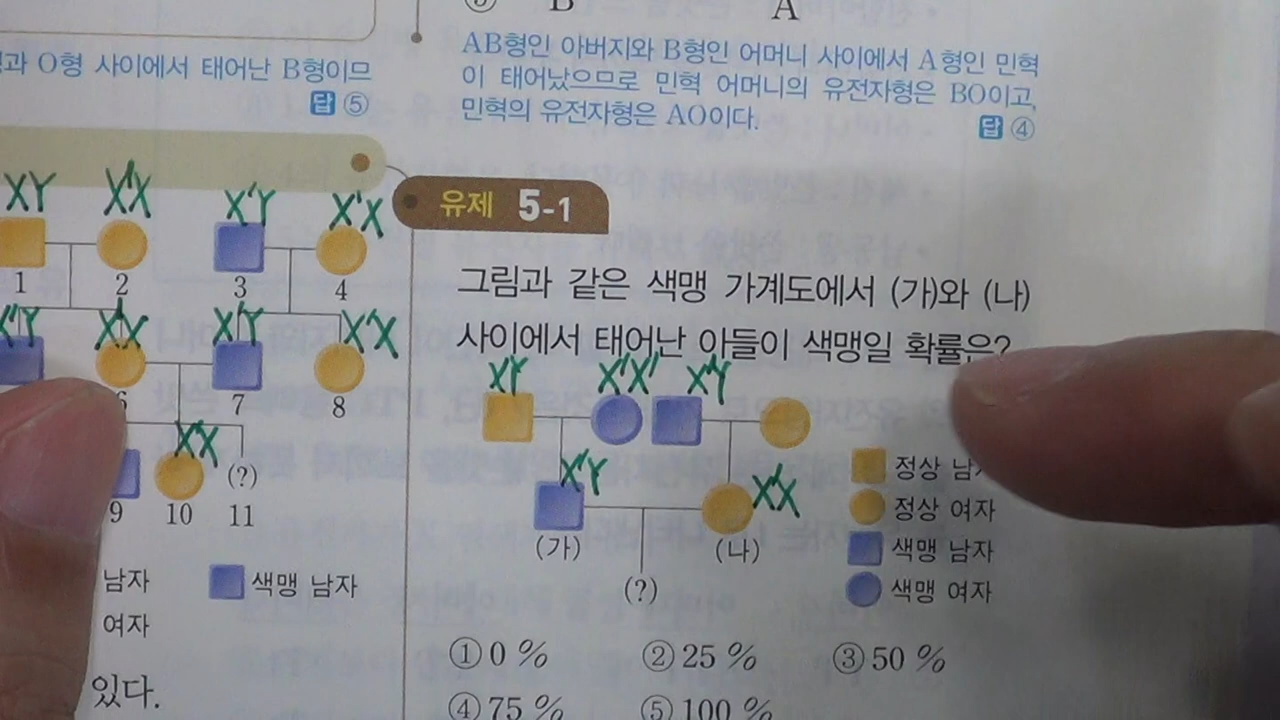 ⑤ B A
AB형인 아버지와 B형인 어머니 사이에서 A형인 민혁
이 태어났으므로 민혁 어머니의 유전자형은 BO이고,
민혁의 유전자형은 AO이다.
답 ④
과 O형 사이에서 태어난 B형이므
답 ⑤
XY X'X X'Y X'X
1 2 3 4
X'Y X'X X'Y X'X
6 7 8
X'X (?)
9 10 11
남자 색맹 남자
여자
있다.
유제 5-1
그림과 같은 색맹 가계도에서 (가)와 (나)
사이에서 태어난 아들이 색맹일 확률은?
XY X'X' X'Y
X'Y X'X
(가) (나)
(?)
정상 남
정상 여자
색맹 남자
색맹 여자
① 0 % ② 25 % ③ 50 %
④ 75 % ⑤ 100 %